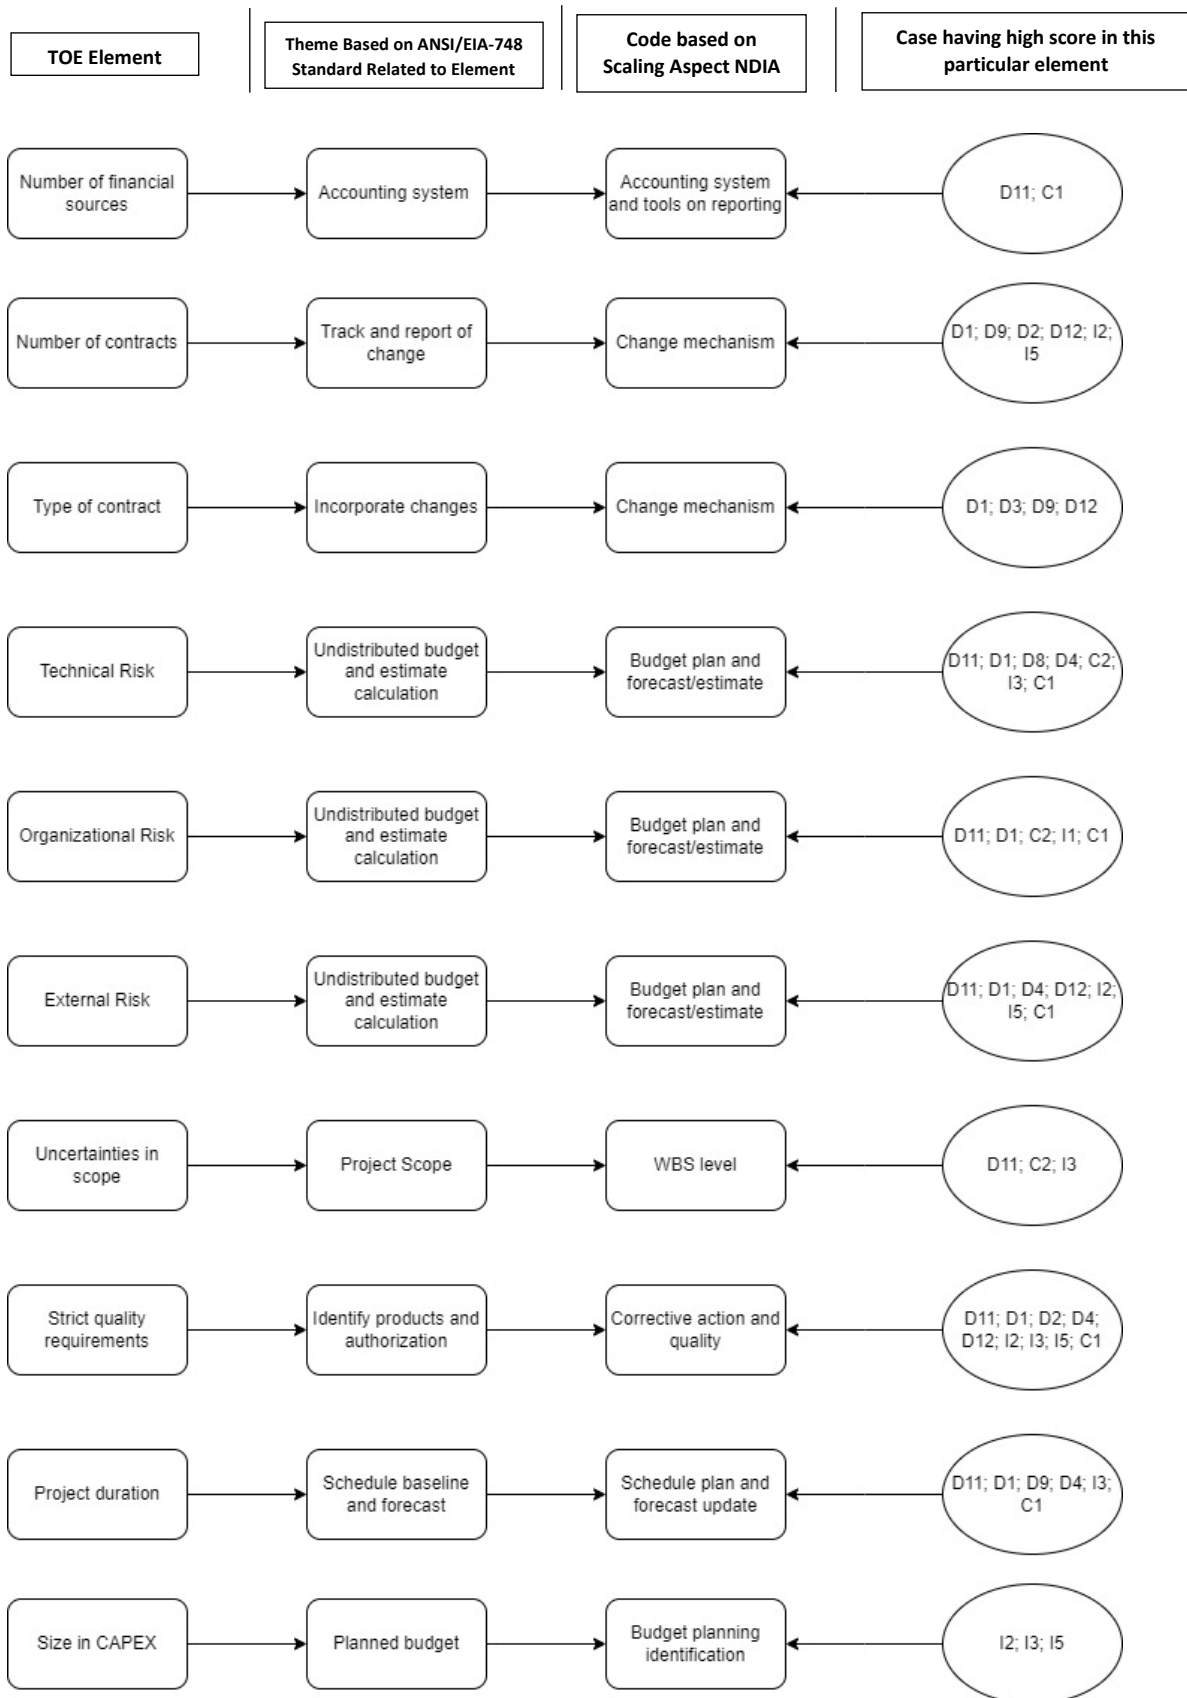 TOE Element
Theme Based on ANSI/EIA-748
Standard Related to Element
Code based on
Scaling Aspect NDIA
Case having high score in this
particular element
Number of financial
sources
Accounting system
Accounting system
and tools on reporting
D11; C1
Number of contracts
Track and report of
change
Change mechanism
D1; D9; D2; D12; I2;
I5
Type of contract
Incorporate changes
Change mechanism
D1; D3; D9; D12
Technical Risk
Undistributed budget
and estimate
calculation
Budget plan and
forecast/estimate
D11; D1; D8; D4; C2;
I3; C1
Organizational Risk
Undistributed budget
and estimate
calculation
Budget plan and
forecast/estimate
D11; D1; C2; I1; C1
External Risk
Undistributed budget
and estimate
calculation
Budget plan and
forecast/estimate
D11; D1; D4; D12; I2;
I5; C1
Uncertainties in
scope
Project Scope
WBS level
D11; C2; I3
Strict quality
requirements
Identify products and
authorization
Corrective action and
quality
D11; D1; D2; D4;
D12; I2; I3; I5; C1
Project duration
Schedule baseline
and forecast
Schedule plan and
forecast update
D11; D1; D9; D4; I3;
C1
Size in CAPEX
Planned budget
Budget planning
identification
I2; I3; I5